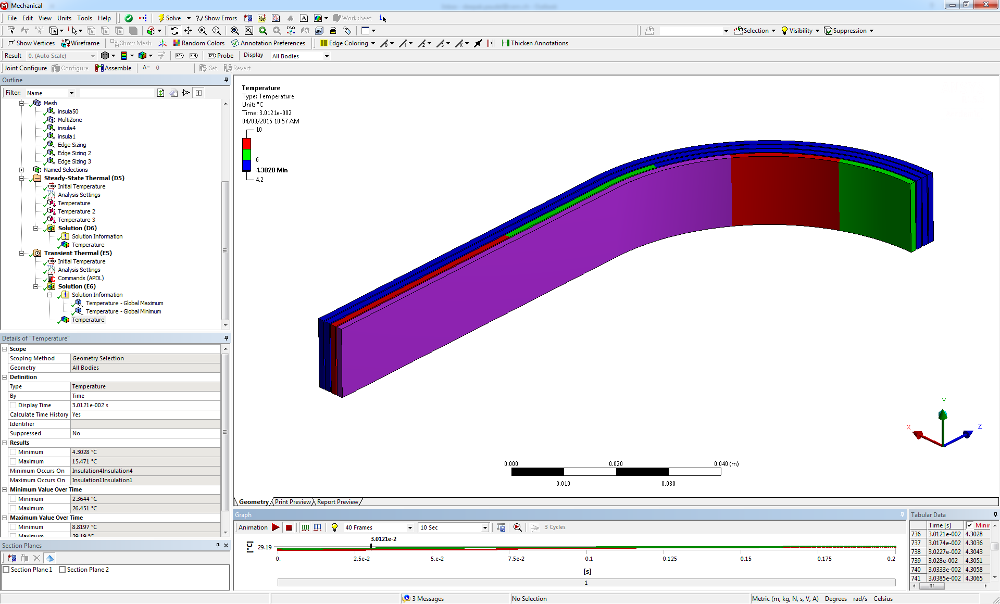 Mechanical
File Edit View Units Tools Help Solve ?/ Show Errors Worksheet
Show Vertices Wireframe Show Mesh Random Colors Annotation Preferences Edge Coloring Thicken Annotations
Selection Visibility Suppression
Result 0. (Auto Scale) MAX MIN Probe Display All Bodies
Joint Configure Configure Assemble Δ= 0 Set Revert
Outline
Filter: Name
Mesh
insula50
MultiZone
insula4
insula1
Edge Sizing
Edge Sizing 2
Edge Sizing 3
Named Selections
Steady-State Thermal (D5)
Initial Temperature
Analysis Settings
Temperature
Temperature 2
Temperature 3
Solution (D6)
Solution Information
Temperature
Transient Thermal (E5)
Initial Temperature
Analysis Settings
Commands (APDL)
Solution (E6)
Solution Information
Temperature - Global Maximum
Temperature - Global Minimum
Temperature
Details of "Temperature"
Scope
Scoping Method Geometry Selection
Geometry All Bodies
Definition
Type Temperature
By Time
Display Time 3.0121e-002 s
Calculate Time History Yes
Identifier
Suppressed No
Results
Minimum 4.3028 °C
Maximum 15.471 °C
Minimum Occurs On Insulation4Insulation4
Maximum Occurs On Insulation1Insulation1
Minimum Value Over Time
Minimum 2.3644 °C
Maximum 26.451 °C
Maximum Value Over Time
Minimum 8.8197 °C
Maximum 29.19 °C
Section Planes
Section Plane 1 Section Plane 2
Temperature
Type: Temperature
Unit: °C
Time: 3.0121e-002
04/03/2015 10:57 AM
10
6
4.3028 Min
4.2
Y
X
Z
0.000 0.020 0.040 (m)
0.010 0.030
Geometry Print Preview Report Preview
Graph
Animation 40 Frames 10 Sec 3 Cycles
3.0121e-2
[°C]
29.19
0. 2.5e-2 5.e-2 7.5e-2 0.1 0.125 0.15 0.175 0.2
[s]
1
Tabular Data
Time [s] Minir
736 3.0121e-002 4.3028
737 3.0174e-002 4.3036
738 3.0227e-002 4.3043
739 3.028e-002 4.3051
740 3.0333e-002 4.3058
741 3.0385e-002 4.3065
3 Messages No Selection Metric (m, kg, N, s, V, A) Degrees rad/s Celsius